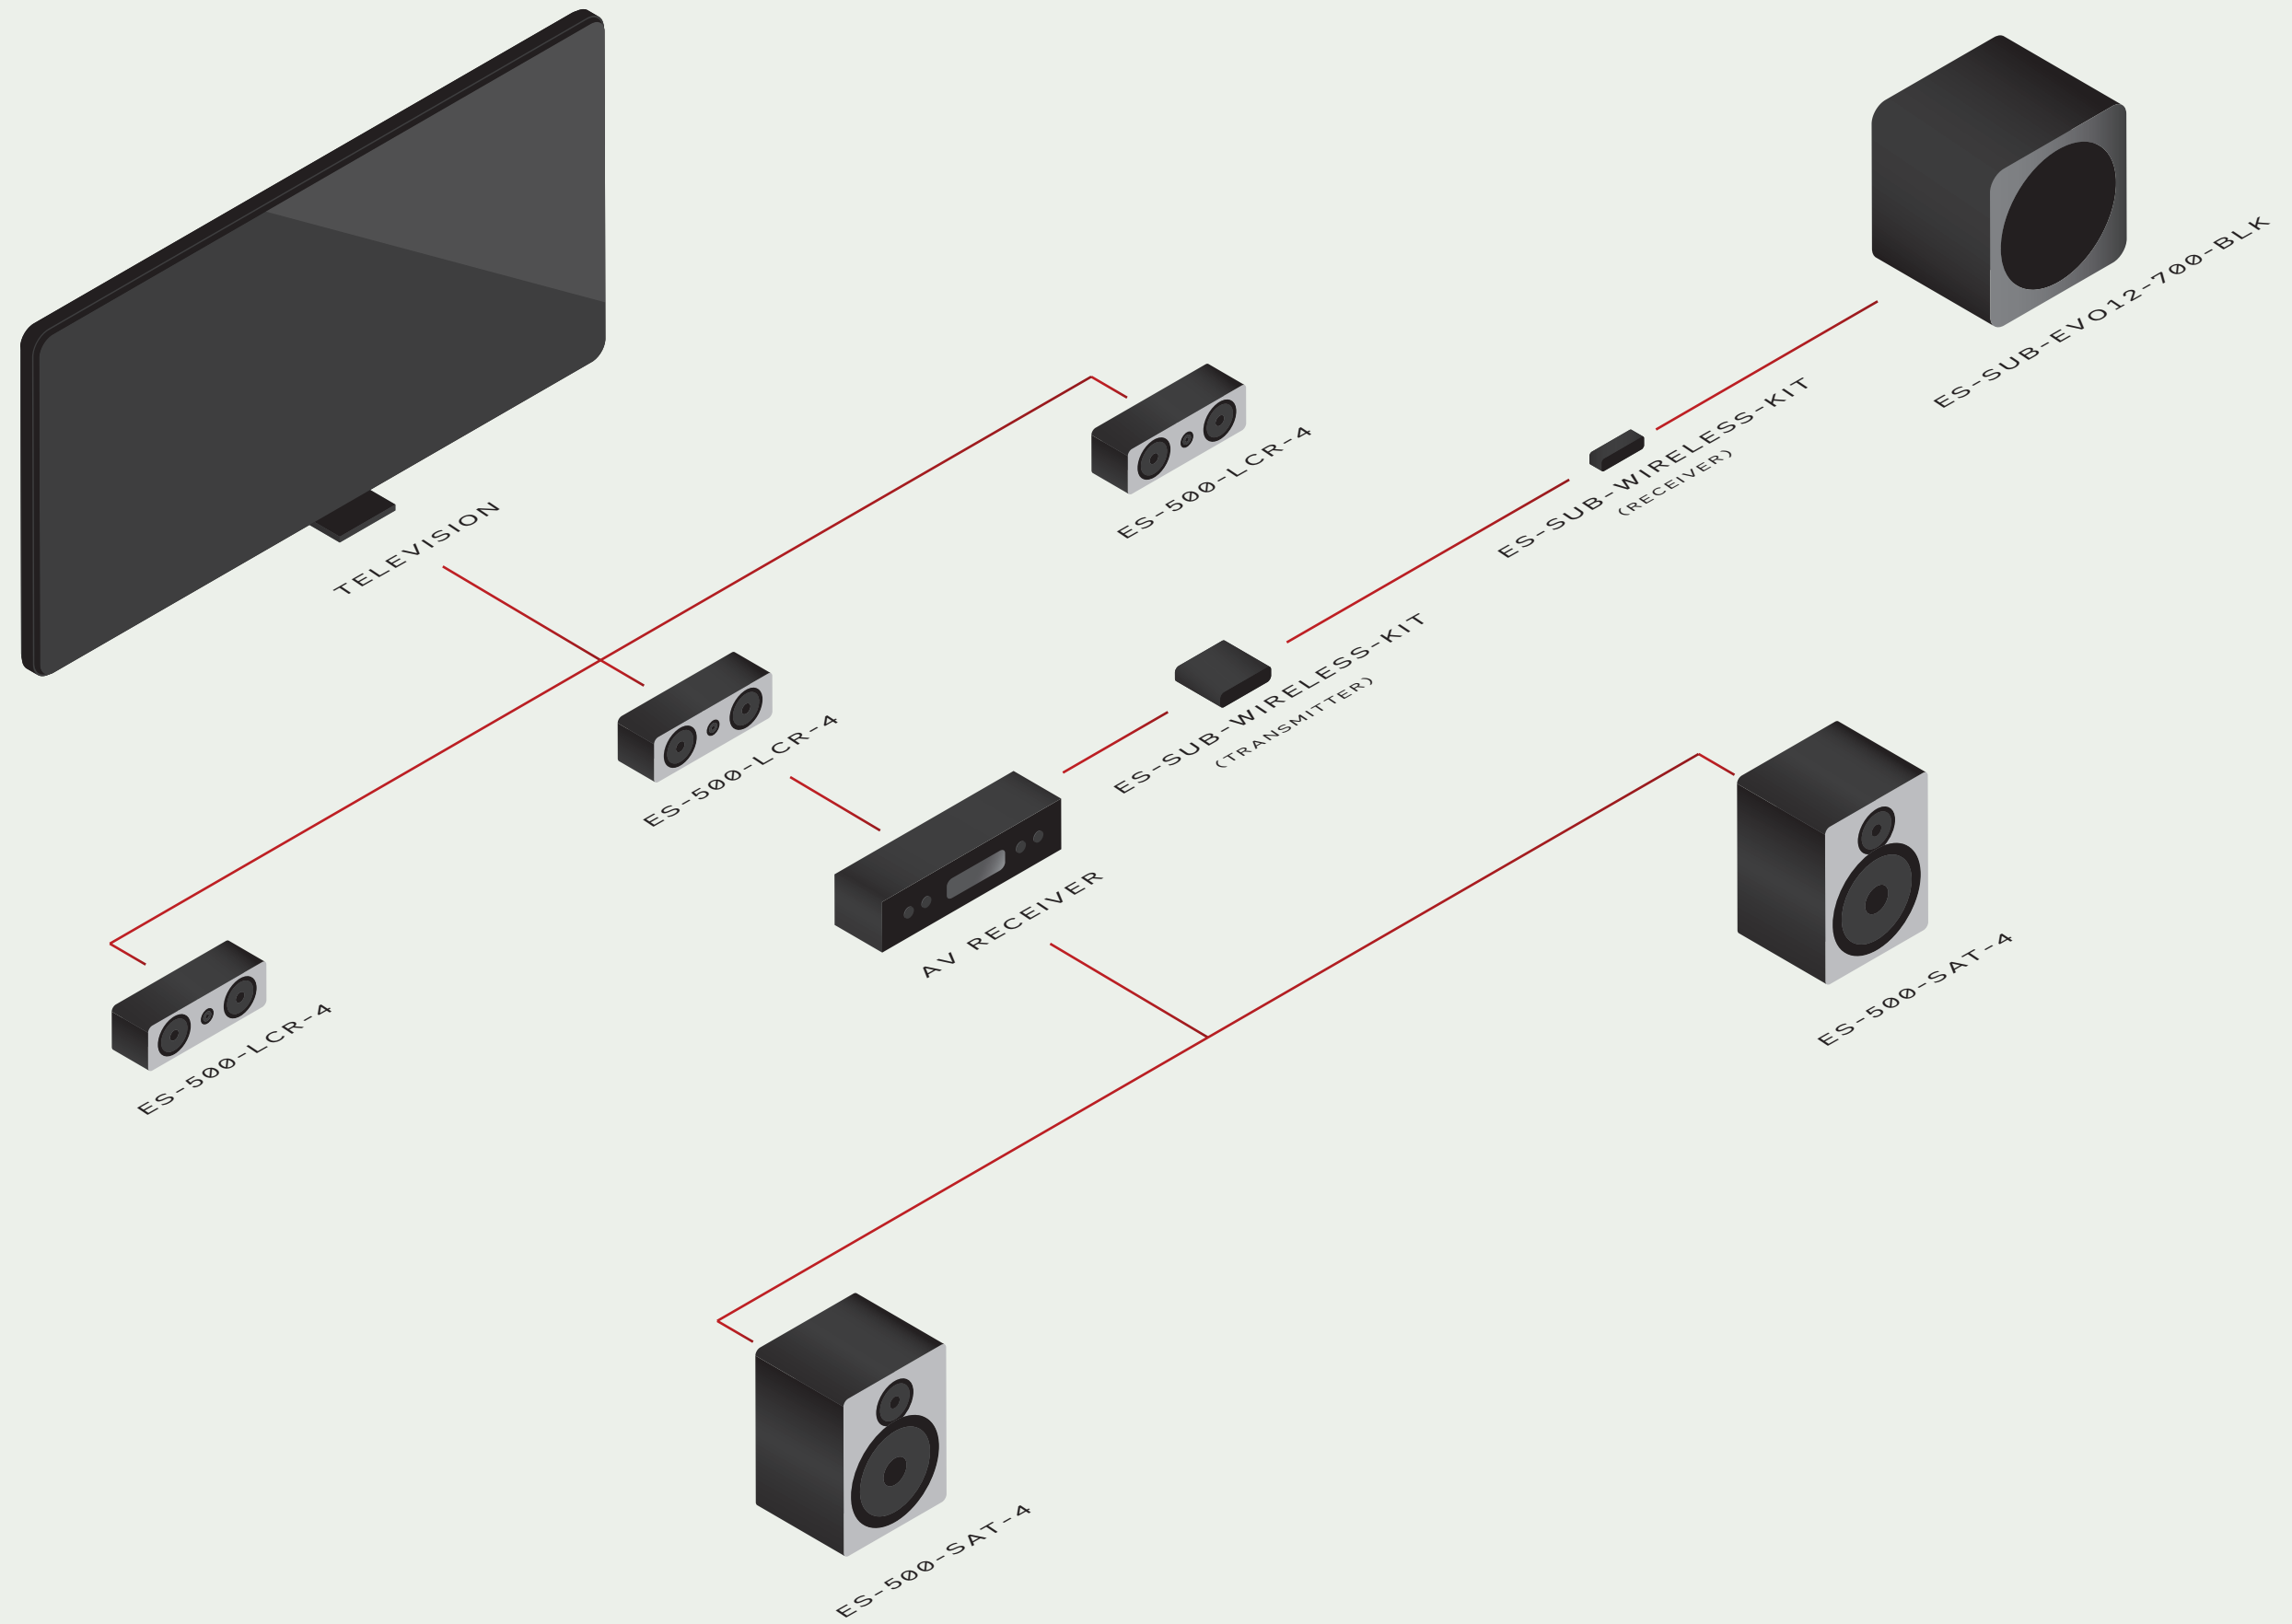 ES-SUB-EVO12-700-BLK
ES-500-LCR-4
ES-SUB-WIRELESS-KIT
(RECEIVER)
TELEVISION
ES-SUB-WIRELESS-KIT
(TRANSMITTER)
ES-500-LCR-4
AV RECEIVER
ES-500-SAT-4
ES-500-LCR-4
ES-500-SAT-4